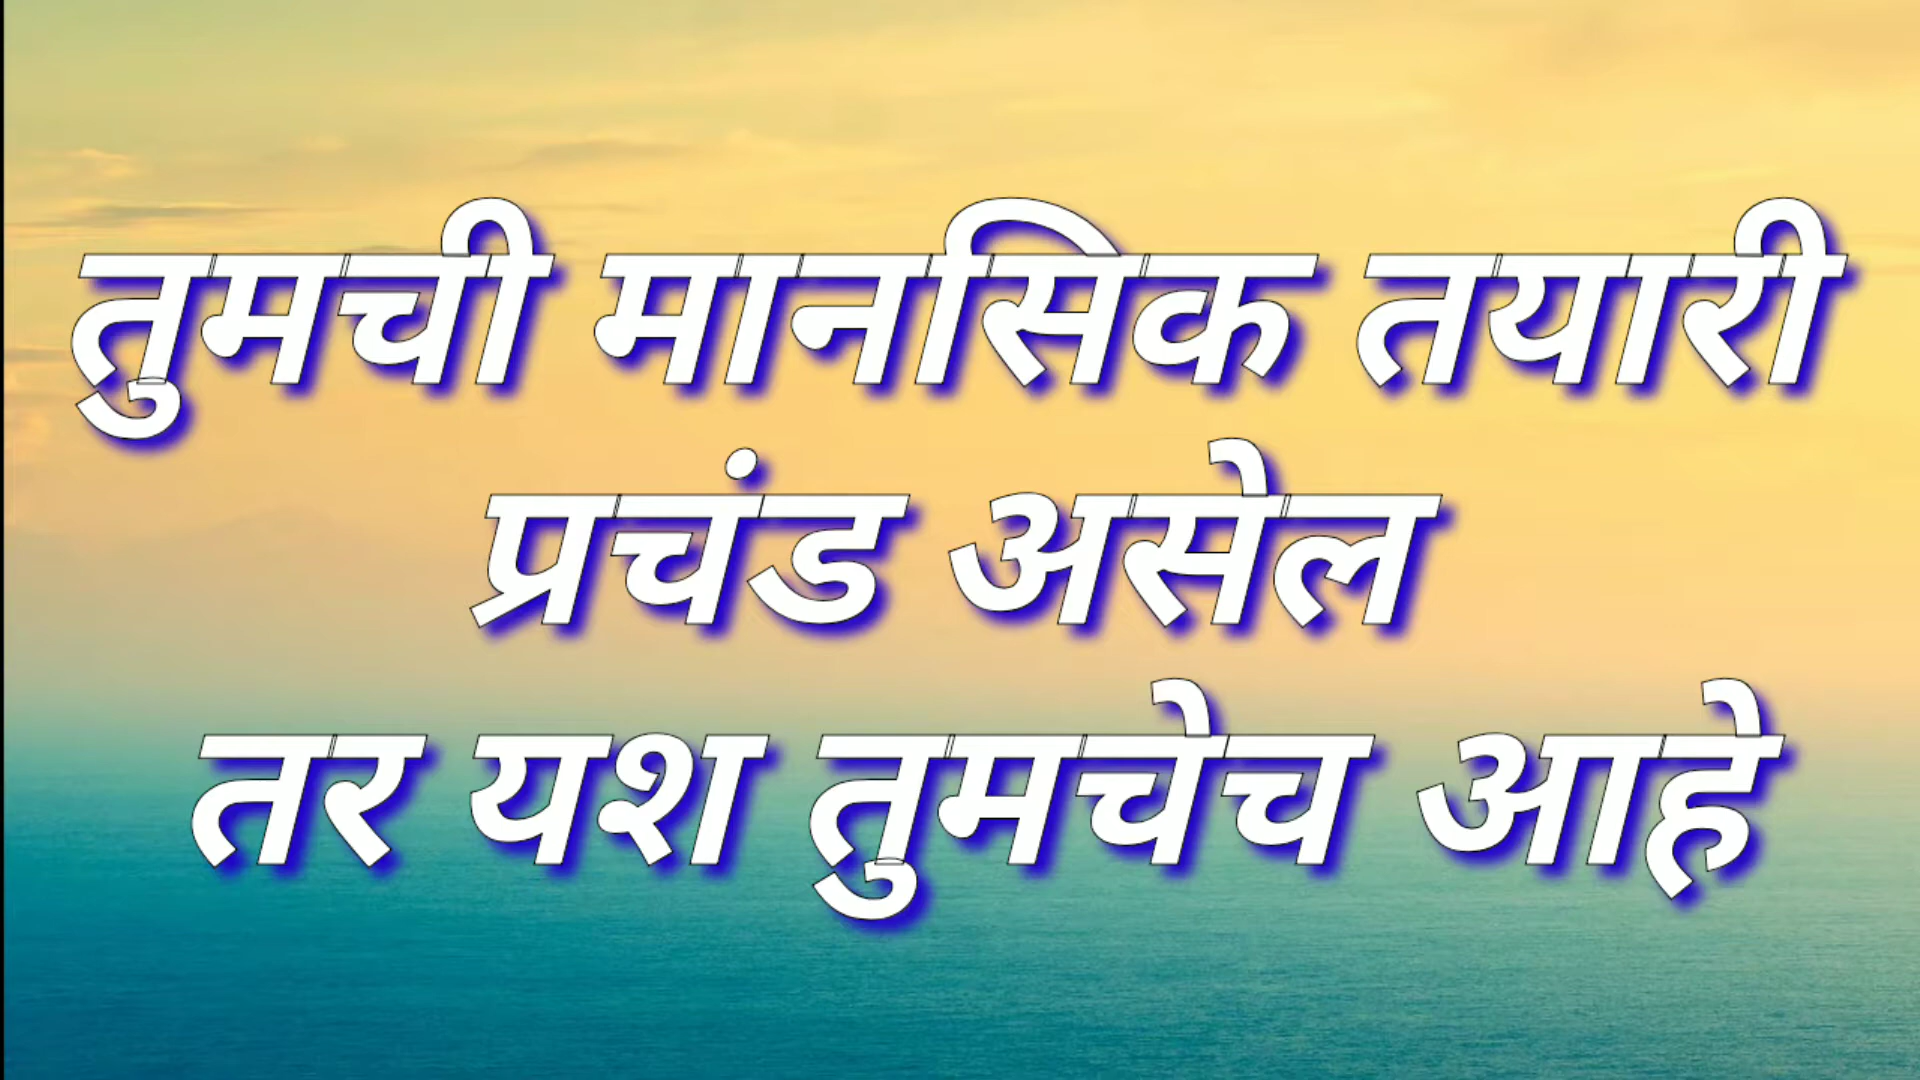 तुमची मानसिक तयारी
प्रचंड असेल
तर यश तुमचेच आहे